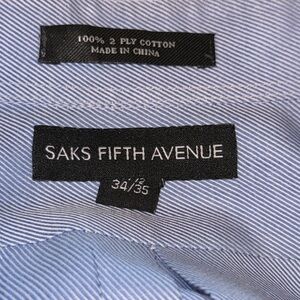 100% 2 PLY COTTON
MADE IN CHINA
SAKS FIFTH AVENUE
34/35